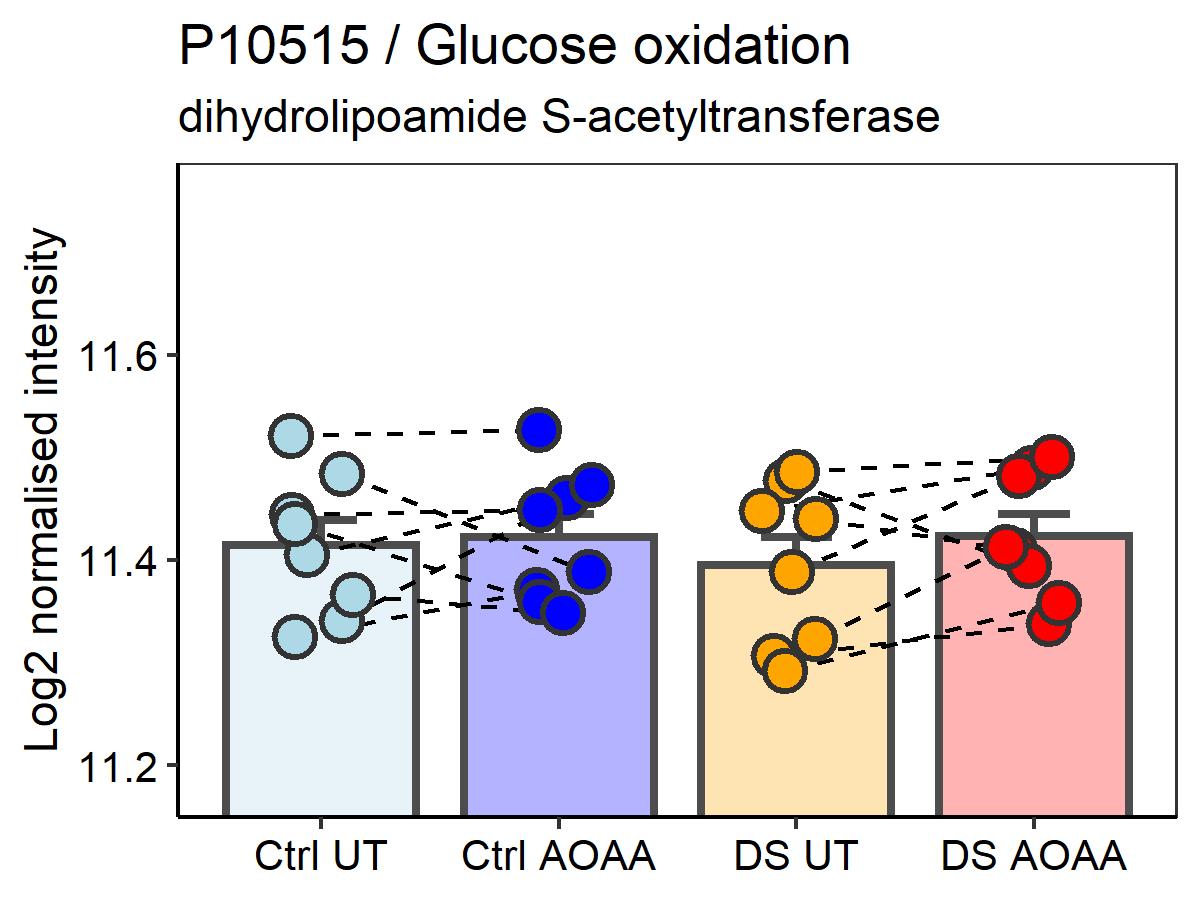 P10515 / Glucose oxidation
dihydrolipoamide S-acetyltransferase
Log2 normalised intensity
11.6
11.4
11.2
Ctrl UT
Ctrl AOAA
DS UT
DS AOAA